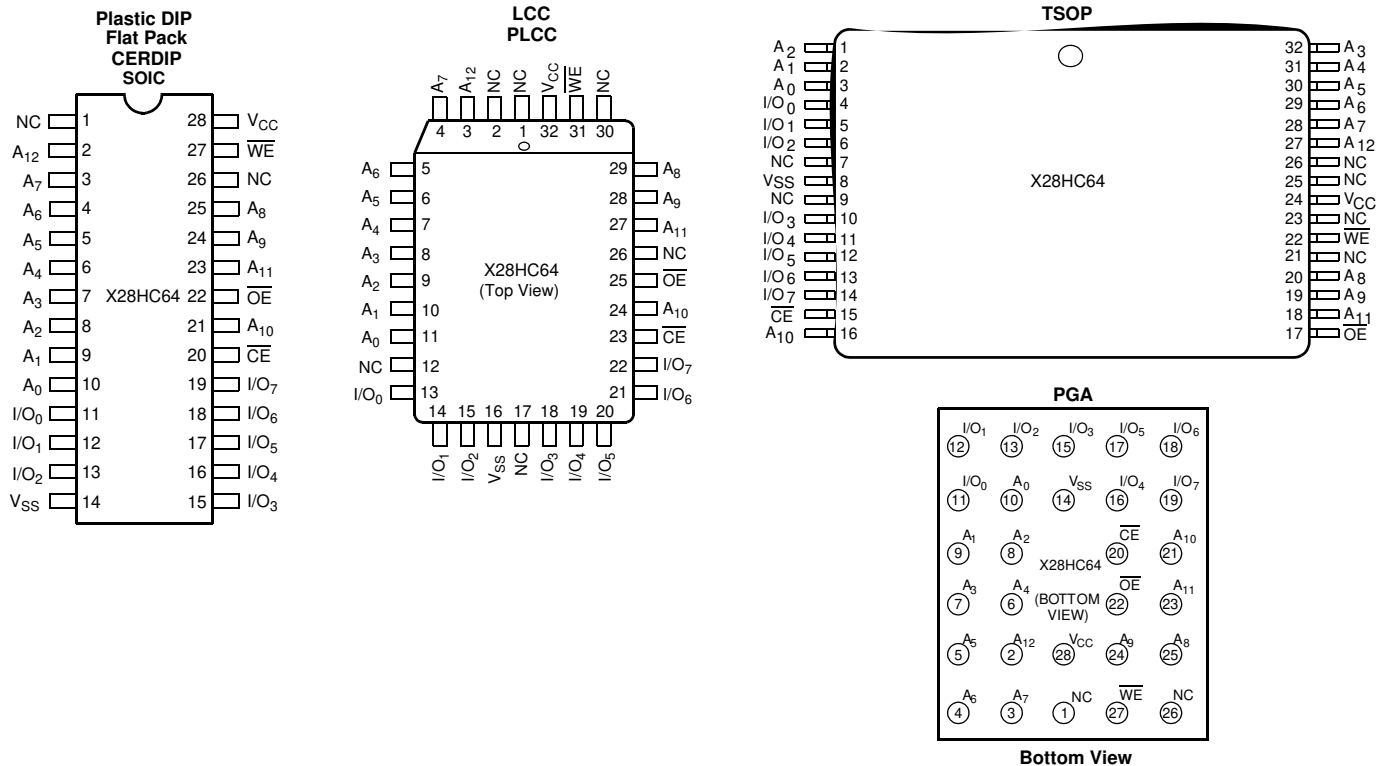 Plastic DIP
Flat Pack
CERDIP
SOIC
NC 1 28 VCC
A12 2 27 W̅E̅
A7 3 26 NC
A6 4 25 A8
A5 5 24 A9
A4 6 23 A11
A3 7 X28HC64 22 O̅E̅
A2 8 21 A10
A1 9 20 C̅E̅
A0 10 19 I/O7
I/O0 11 18 I/O6
I/O1 12 17 I/O5
I/O2 13 16 I/O4
VSS 14 15 I/O3
LCC
PLCC
A7 A12 NC NC VCC W̅E̅ NC
4 3 2 1 32 31 30
A6 5 29 A8
A5 6 28 A9
A4 7 27 A11
A3 8 26 NC
X28HC64
A2 9 25 O̅E̅
(Top View)
A1 10 24 A10
A0 11 23 C̅E̅
NC 12 22 I/O7
I/O0 13 21 I/O6
14 15 16 17 18 19 20
I/O1 I/O2 VSS NC I/O3 I/O4 I/O5
TSOP
A2 1 32 A3
A1 2 31 A4
A0 3 30 A5
I/O0 4 29 A6
I/O1 5 28 A7
I/O2 6 27 A12
NC 7 26 NC
VSS 8 X28HC64 25 NC
NC 9 24 VCC
I/O3 10 23 NC
I/O4 11 22 W̅E̅
I/O5 12 21 NC
I/O6 13 20 A8
I/O7 14 19 A9
C̅E̅ 15 18 A11
A10 16 17 O̅E̅
PGA
I/O1 I/O2 I/O3 I/O5 I/O6
12 13 15 17 18
I/O0 A0 VSS I/O4 I/O7
11 10 14 16 19
A1 A2 C̅E̅ A10
9 8 20 21
X28HC64
A3 A4 O̅E̅ A11
7 6 (BOTTOM 22 23
VIEW)
A5 A12 VCC A9 A8
5 2 28 24 25
A6 A7 NC W̅E̅ NC
4 3 1 27 26
Bottom View